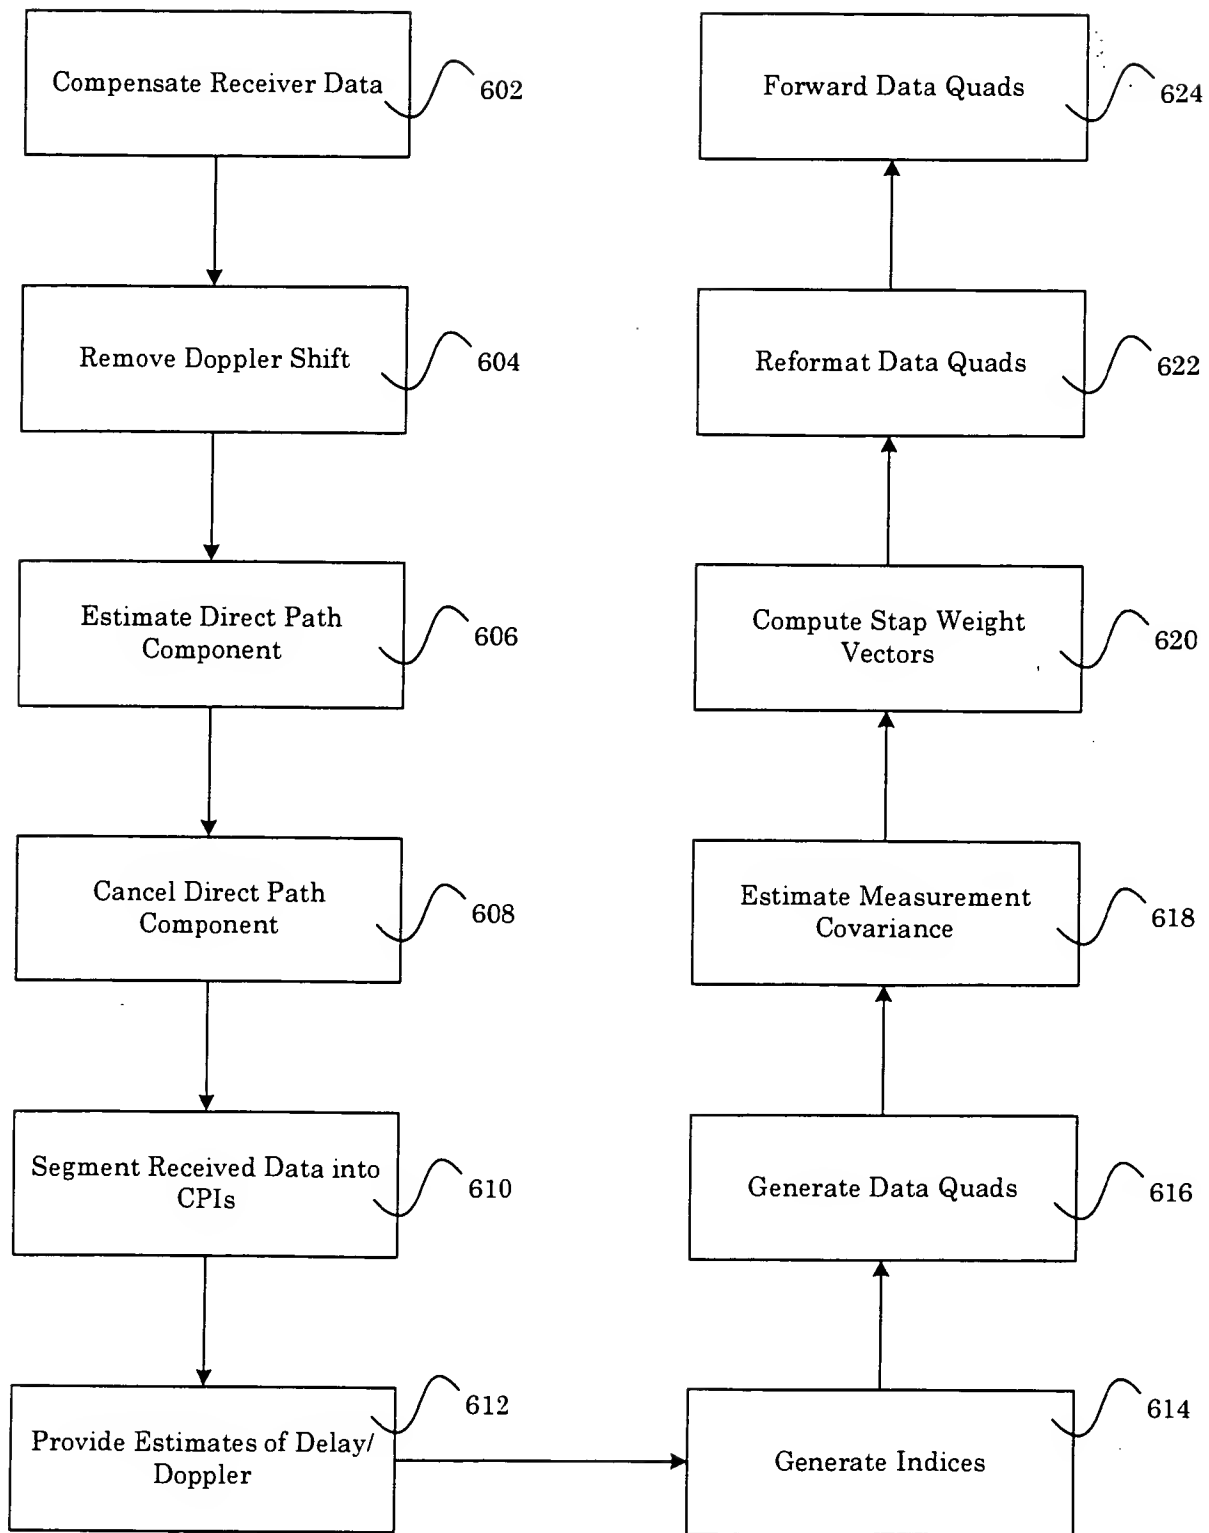 Compensate Receiver Data
602
Remove Doppler Shift
604
Estimate Direct Path
Component
606
Cancel Direct Path
Component
608
Segment Received Data into
CPIs
610
Provide Estimates of Delay/
Doppler
612
Generate Indices
614
Generate Data Quads
616
Estimate Measurement
Covariance
618
Compute Stap Weight
Vectors
620
Reformat Data Quads
622
Forward Data Quads
624